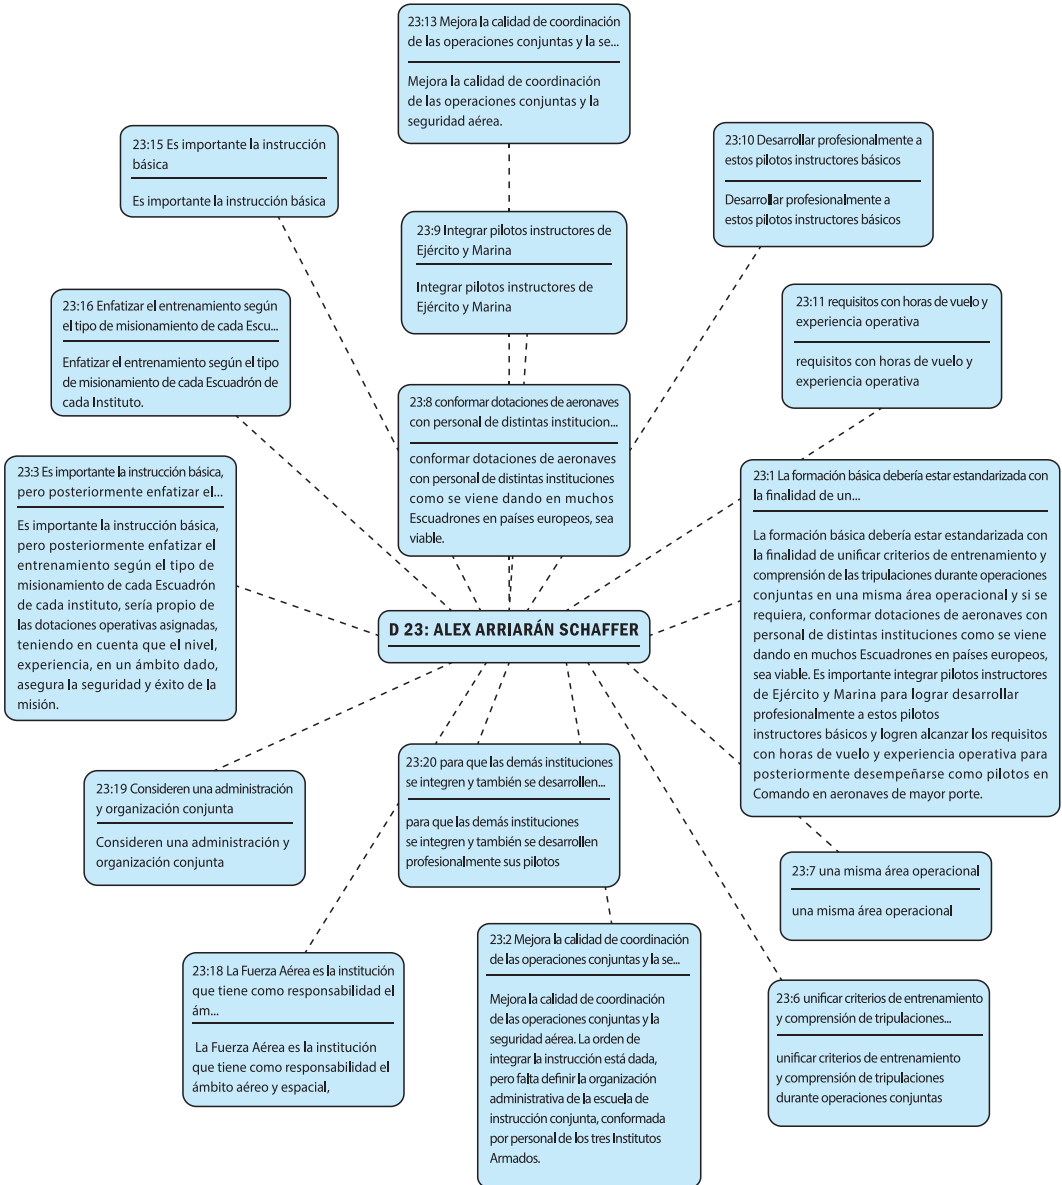 23:13 Mejora la calidad de coordinación
de las operaciones conjuntas y la se...
Mejora la calidad de coordinación
de las operaciones conjuntas y la
seguridad aérea.
23:15 Es importante la instrucción
básica
Es importante la instrucción básica
23:10 Desarrollar profesionalmente a
estos pilotos instructores básicos
Desarrollar profesionalmente a
estos pilotos instructores básicos
23:9 Integrar pilotos instructores de
Ejército y Marina
Integrar pilotos instructores de
Ejército y Marina
23:16 Enfatizar el entrenamiento según
el tipo de misionamiento de cada Escu...
Enfatizar el entrenamiento según el tipo
de misionamiento de cada Escuadrón de
cada Instituto.
23:11 requisitos con horas de vuelo y
experiencia operativa
requisitos con horas de vuelo y
experiencia operativa
23:8 conformar dotaciones de aeronaves
con personal de distintas institucion...
conformar dotaciones de aeronaves
con personal de distintas instituciones
como se viene dando en muchos
Escuadrones en países europeos, sea
viable.
23:3 Es importante la instrucción básica,
pero posteriormente enfatizar el...
Es importante la instrucción básica,
pero posteriormente enfatizar el
entrenamiento según el tipo de
misionamiento de cada Escuadrón
de cada instituto, sería propio de
las dotaciones operativas asignadas,
teniendo en cuenta que el nivel,
experiencia, en un ámbito dado,
asegura la seguridad y éxito de la
misión.
23:1 La formación básica debería estar estandarizada con
la finalidad de un...
La formación básica debería estar estandarizada con
la finalidad de unificar criterios de entrenamiento y
comprensión de las tripulaciones durante operaciones
conjuntas en una misma área operacional y si se
requiera, conformar dotaciones de aeronaves con
personal de distintas instituciones como se viene
dando en muchos Escuadrones en países europeos,
sea viable. Es importante integrar pilotos instructores
de Ejército y Marina para lograr desarrollar
profesionalmente a estos pilotos
instructores básicos y logren alcanzar los requisitos
con horas de vuelo y experiencia operativa para
posteriormente desempeñarse como pilotos en
Comando en aeronaves de mayor porte.
D 23: ALEX ARRIARÁN SCHAFFER
23:19 Consideren una administración
y organización conjunta
Consideren una administración y
organización conjunta
23:20 para que las demás instituciones
se integren y también se desarrollen...
para que las demás instituciones
se integren y también se desarrollen
profesionalmente sus pilotos
23:7 una misma área operacional
una misma área operacional
23:18 La Fuerza Aérea es la institución
que tiene como responsabilidad el
ám...
La Fuerza Aérea es la institución
que tiene como responsabilidad el
ámbito aéreo y espacial,
23:2 Mejora la calidad de coordinación
de las operaciones conjuntas y la se...
Mejora la calidad de coordinación
de las operaciones conjuntas y la
seguridad aérea. La orden de
integrar la instrucción está dada,
pero falta definir la organización
administrativa de la escuela de
instrucción conjunta, conformada
por personal de los tres Institutos
Armados.
23:6 unificar criterios de entrenamiento
y comprensión de tripulaciones...
unificar criterios de entrenamiento
y comprensión de tripulaciones
durante operaciones conjuntas